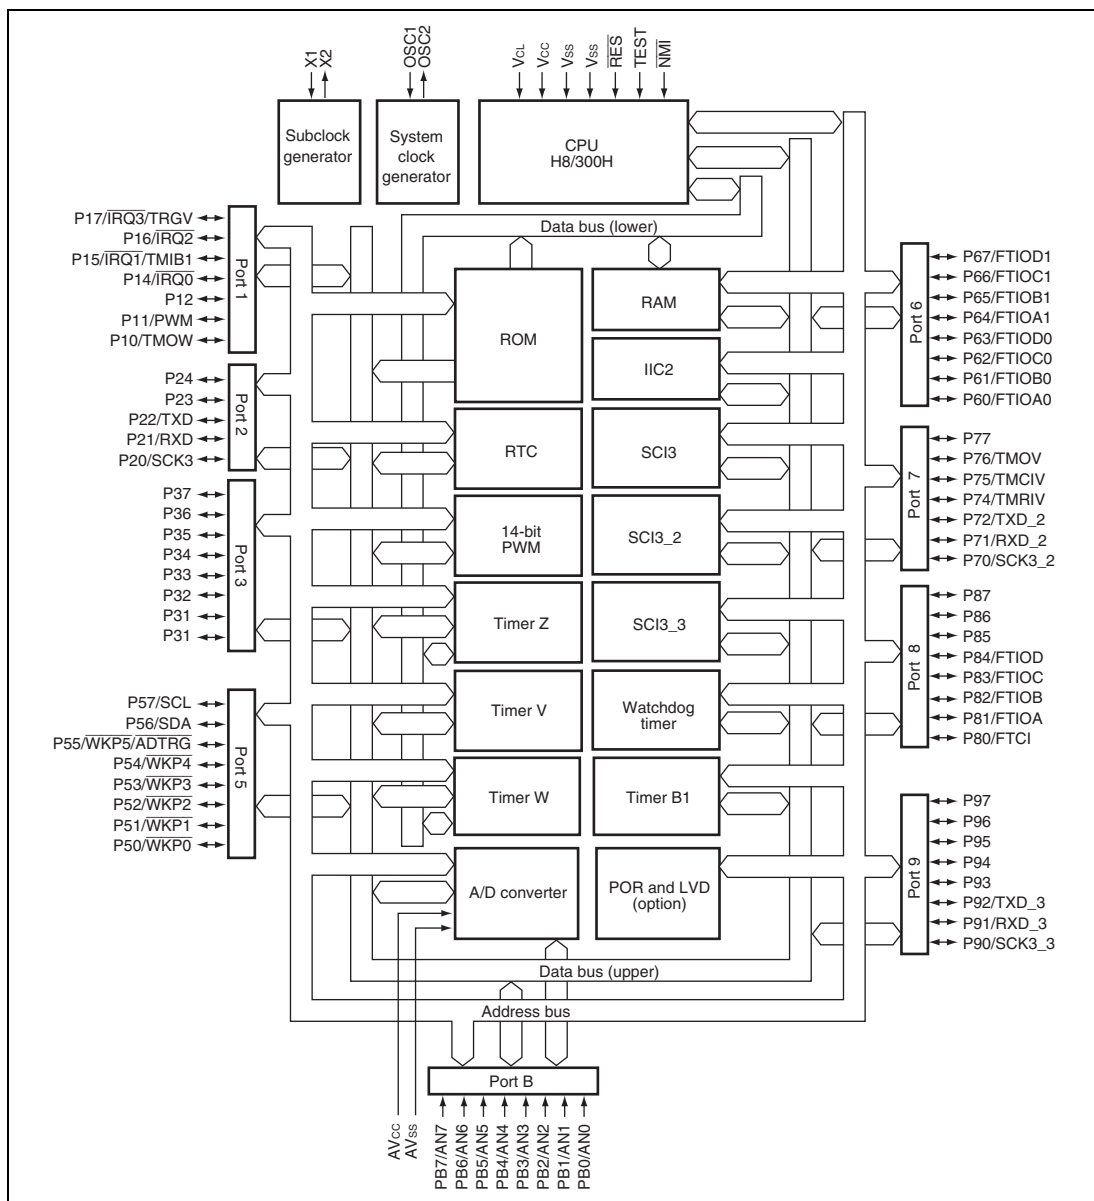 X1
X2
OSC1
OSC2
VCL
VCC
VSS
VSS
RES
TEST
NMI
Subclock
generator
System
clock
generator
CPU
H8/300H
Data bus (lower)
P17/IRQ3/TRGV
P16/IRQ2
P15/IRQ1/TMIB1
P14/IRQ0
P12
P11/PWM
P10/TMOW
Port 1
P24
P23
P22/TXD
P21/RXD
P20/SCK3
Port 2
P37
P36
P35
P34
P33
P32
P31
P31
Port 3
P57/SCL
P56/SDA
P55/WKP5/ADTRG
P54/WKP4
P53/WKP3
P52/WKP2
P51/WKP1
P50/WKP0
Port 5
ROM
RAM
IIC2
RTC
SCI3
14-bit
PWM
SCI3_2
Timer Z
SCI3_3
Timer V
Watchdog
timer
Timer W
Timer B1
A/D converter
POR and LVD
(option)
Port 6
P67/FTIOD1
P66/FTIOC1
P65/FTIOB1
P64/FTIOA1
P63/FTIOD0
P62/FTIOC0
P61/FTIOB0
P60/FTIOA0
Port 7
P77
P76/TMOV
P75/TMCIV
P74/TMRIV
P72/TXD_2
P71/RXD_2
P70/SCK3_2
Port 8
P87
P86
P85
P84/FTIOD
P83/FTIOC
P82/FTIOB
P81/FTIOA
P80/FTCI
Port 9
P97
P96
P95
P94
P93
P92/TXD_3
P91/RXD_3
P90/SCK3_3
Data bus (upper)
Address bus
Port B
AVCC
AVSS
PB7/AN7
PB6/AN6
PB5/AN5
PB4/AN4
PB3/AN3
PB2/AN2
PB1/AN1
PB0/AN0